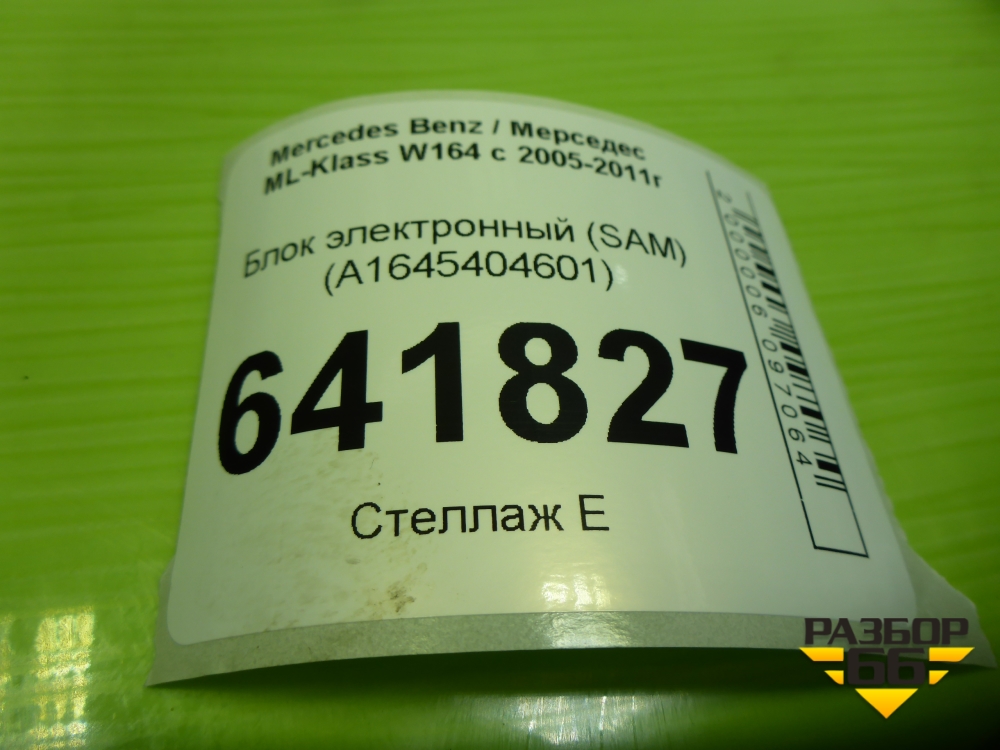 Mercedes Benz / Мерседес
ML-Klass W164 с 2005-2011г
Блок электронный (SAM)
(A1645404601)
641827
Стеллаж Е
2000006097064
РАЗБОР
66